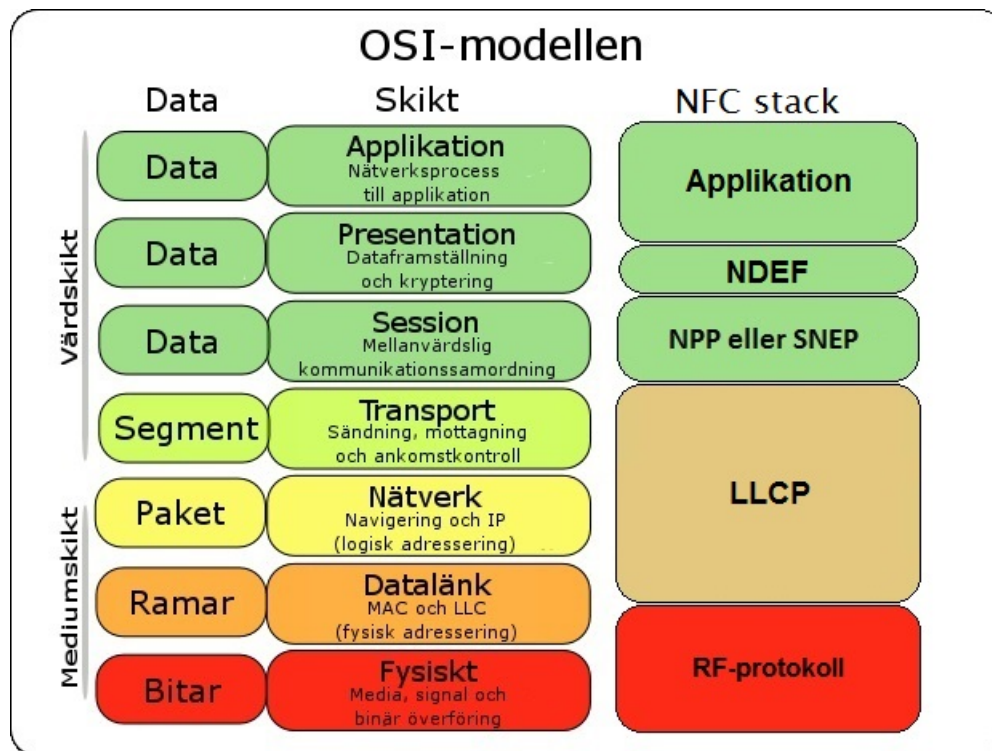 OSI-modellen
Data
Skikt
NFC stack
Värdskikt
Data
Applikation
Nätverksprocess
till applikation
Applikation
Data
Presentation
Dataframställning
och kryptering
NDEF
Data
Session
Mellanvärdslig
kommunikationssamordning
NPP eller SNEP
Segment
Transport
Sändning, mottagning
och ankomstkontroll
LLCP
Mediumskikt
Paket
Nätverk
Navigering och IP
(logisk adressering)
Ramar
Datalänk
MAC och LLC
(fysisk adressering)
Bitar
Fysiskt
Media, signal och
binär överföring
RF-protokoll